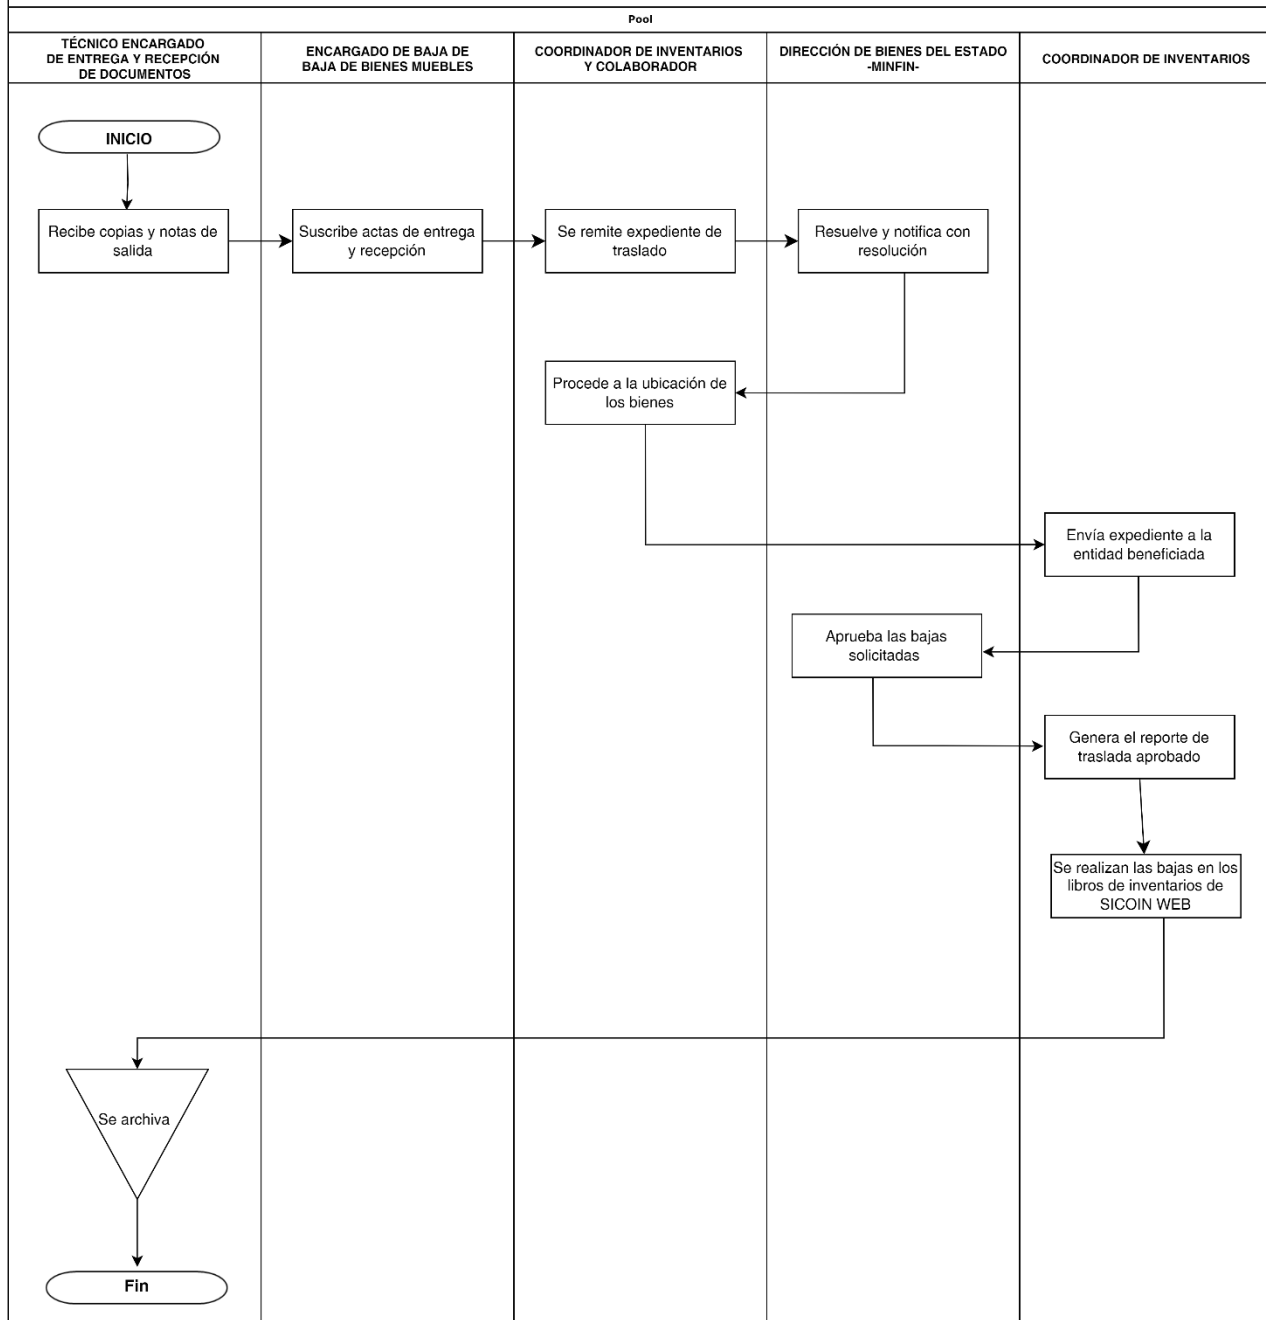 Pool
TÉCNICO ENCARGADO
DE ENTREGA Y RECEPCIÓN
DE DOCUMENTOS
ENCARGADO DE BAJA DE
BAJA DE BIENES MUEBLES
COORDINADOR DE INVENTARIOS
Y COLABORADOR
DIRECCIÓN DE BIENES DEL ESTADO
-MINFIN-
COORDINADOR DE INVENTARIOS
INICIO
Recibe copias y notas de
salida
Suscribe actas de entrega
y recepción
Se remite expediente de
traslado
Resuelve y notifica con
resolución
Procede a la ubicación de
los bienes
Envía expediente a la
entidad beneficiada
Aprueba las bajas
solicitadas
Genera el reporte de
traslada aprobado
Se realizan las bajas en los
libros de inventarios de
SICOIN WEB
Se archiva
Fin